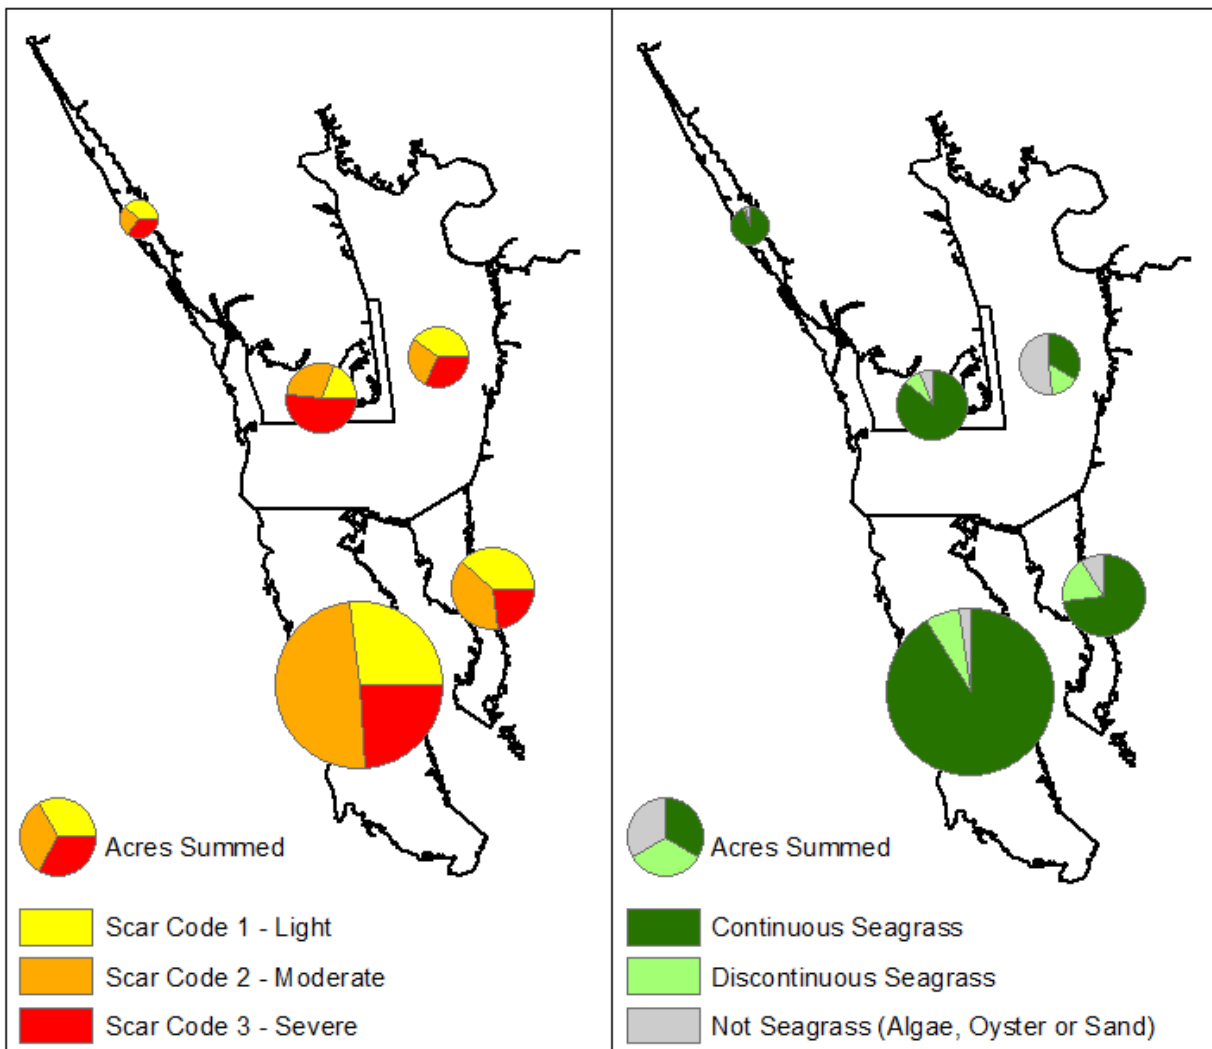 Acres Summed
Scar Code 1 - Light
Scar Code 2 - Moderate
Scar Code 3 - Severe
Acres Summed
Continuous Seagrass
Discontinuous Seagrass
Not Seagrass (Algae, Oyster or Sand)